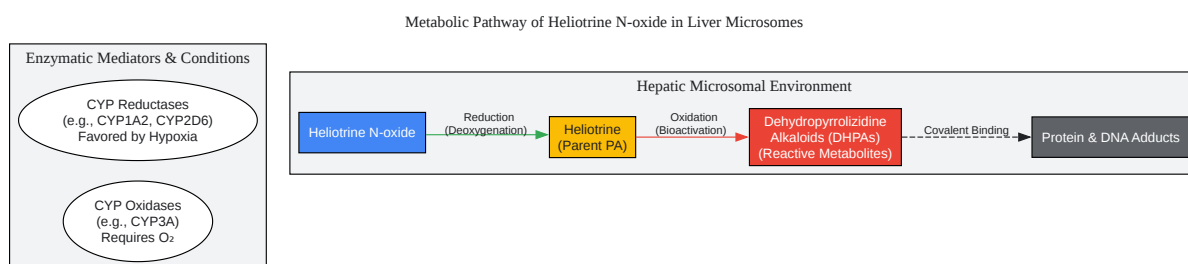 Metabolic Pathway of Heliotrine N-oxide in Liver Microsomes
Enzymatic Mediators & Conditions
CYP Reductases
(e.g., CYP1A2, CYP2D6)
Favored by Hypoxia
CYP Oxidases
(e.g., CYP3A)
Requires O₂
Hepatic Microsomal Environment
Heliotrine N-oxide
Reduction
(Deoxygenation)
Heliotrine
(Parent PA)
Oxidation
(Bioactivation)
Dehydropyrrolizidine
Alkaloids (DHPAs)
(Reactive Metabolites)
Covalent Binding
Protein & DNA Adducts